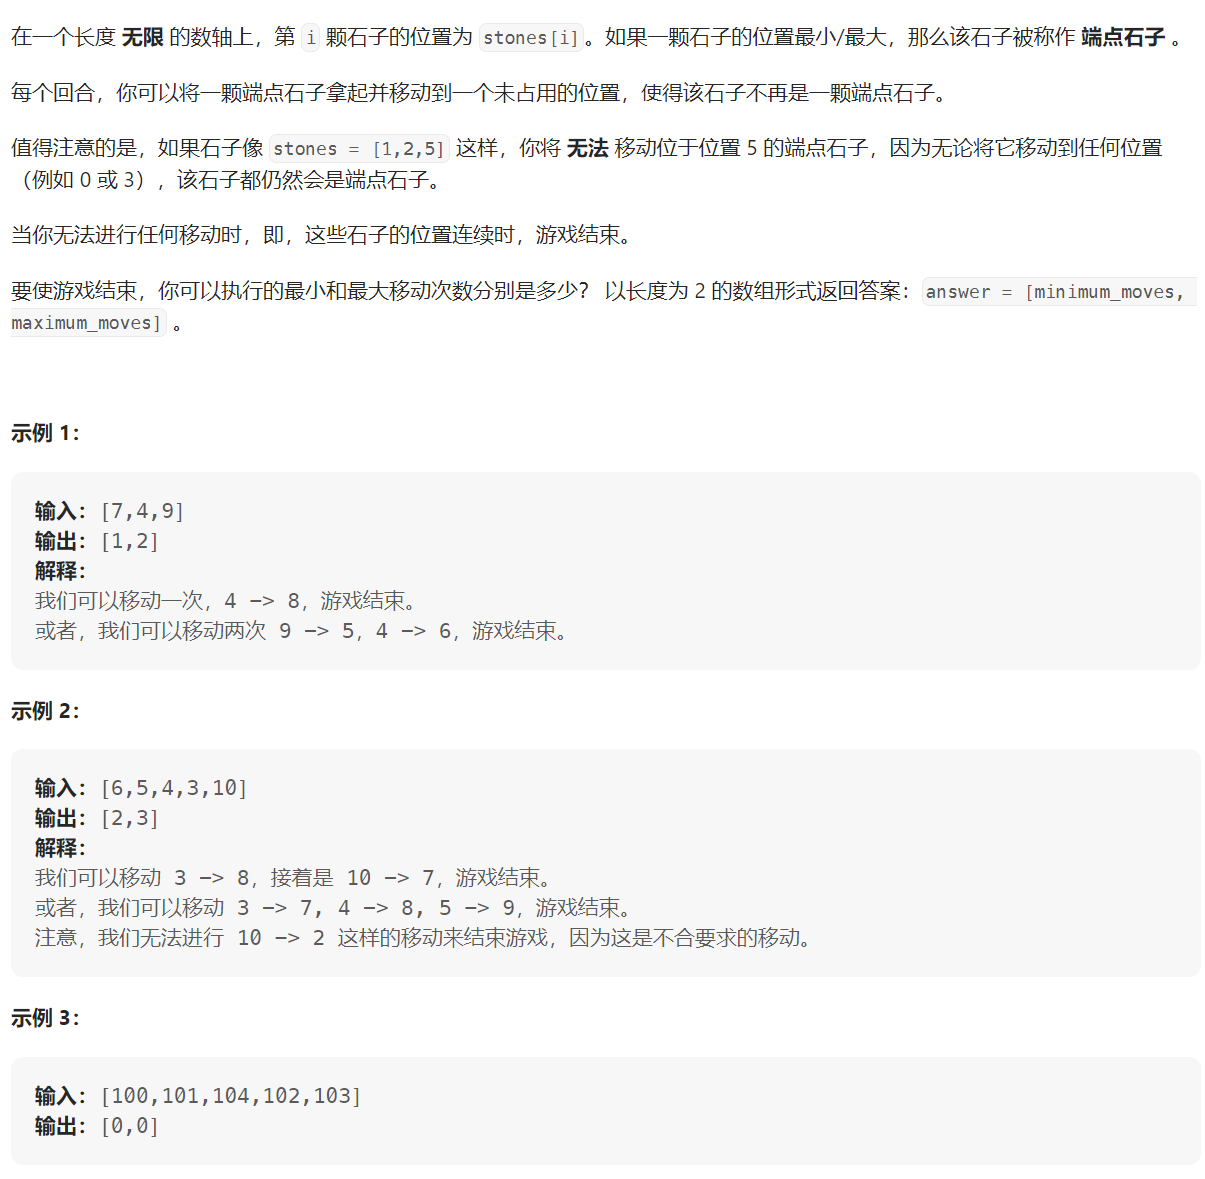 在一个长度 无限 的数轴上，第 i 颗石子的位置为 stones[i]。如果一颗石子的位置最小/最大，那么该石子被称作 端点石子 。
每个回合，你可以将一颗端点石子拿起并移动到一个未占用的位置，使得该石子不再是一颗端点石子。
值得注意的是，如果石子像 stones = [1,2,5] 这样，你将 无法 移动位于位置 5 的端点石子，因为无论将它移动到任何位置
（例如 0 或 3），该石子都仍然会是端点石子。
当你无法进行任何移动时，即，这些石子的位置连续时，游戏结束。
要使游戏结束，你可以执行的最小和最大移动次数分别是多少？ 以长度为 2 的数组形式返回答案：answer = [minimum_moves,
maximum_moves] 。
示例 1：
输入：[7,4,9]
输出：[1,2]
解释：
我们可以移动一次，4 -> 8，游戏结束。
或者，我们可以移动两次 9 -> 5，4 -> 6，游戏结束。
示例 2：
输入：[6,5,4,3,10]
输出：[2,3]
解释：
我们可以移动 3 -> 8，接着是 10 -> 7，游戏结束。
或者，我们可以移动 3 -> 7, 4 -> 8, 5 -> 9，游戏结束。
注意，我们无法进行 10 -> 2 这样的移动来结束游戏，因为这是不合要求的移动。
示例 3：
输入：[100,101,104,102,103]
输出：[0,0]